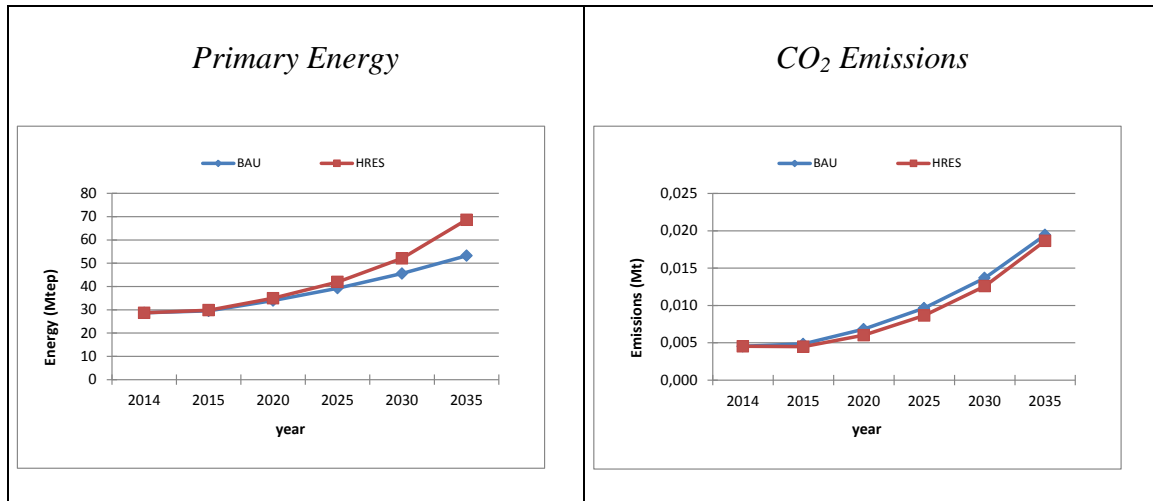 Primary Energy
BAU
HRES
80
70
60
50
40
30
20
10
0
Energy (Mtep)
2014 2015 2020 2025 2030 2035
year
CO₂ Emissions
BAU
HRES
0,025
0,020
0,015
0,010
0,005
0,000
Emissions (Mt)
2014 2015 2020 2025 2030 2035
year